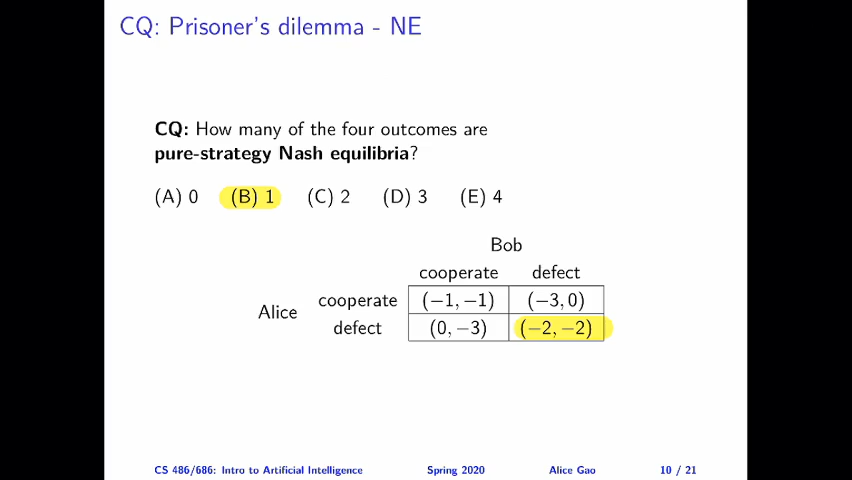 CQ: Prisoner's dilemma - NE
CQ: How many of the four outcomes are
pure-strategy Nash equilibria?
(A) 0 (B) 1 (C) 2 (D) 3 (E) 4
Bob
cooperate defect
Alice cooperate (−1, −1) (−3, 0)
defect (0, −3) (−2, −2)
CS 486/686: Intro to Artificial Intelligence Spring 2020 Alice Gao 10 / 21